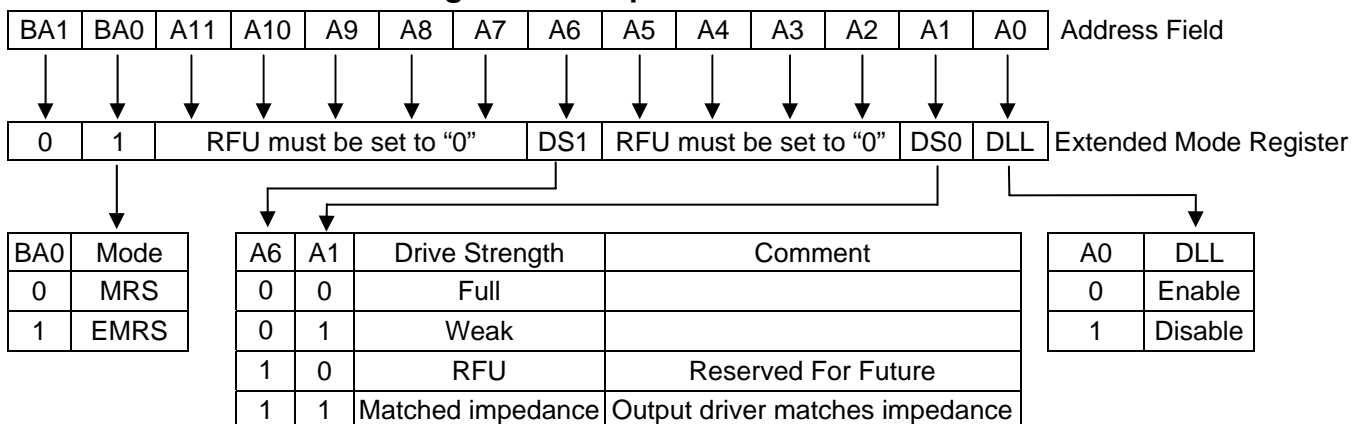 BA1 BA0 A11 A10 A9 A8 A7 A6 A5 A4 A3 A2 A1 A0 Address Field
0 1 RFU must be set to “0” DS1 RFU must be set to “0” DS0 DLL Extended Mode Register
BA0 Mode
0 MRS
1 EMRS
A6 A1 Drive Strength Comment
0 0 Full
0 1 Weak
1 0 RFU Reserved For Future
1 1 Matched impedance Output driver matches impedance
A0 DLL
0 Enable
1 Disable